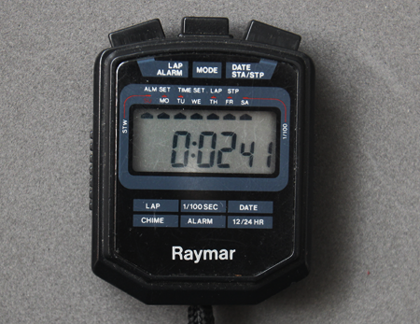 LAP ALARM MODE DATE STA/STP
ALM SET TIME SET LAP STP
MO TU WE TH FR SA
STW 1/100
0:02 41
LAP 1/100 SEC DATE
CHIME ALARM 12/24 HR
Raymar